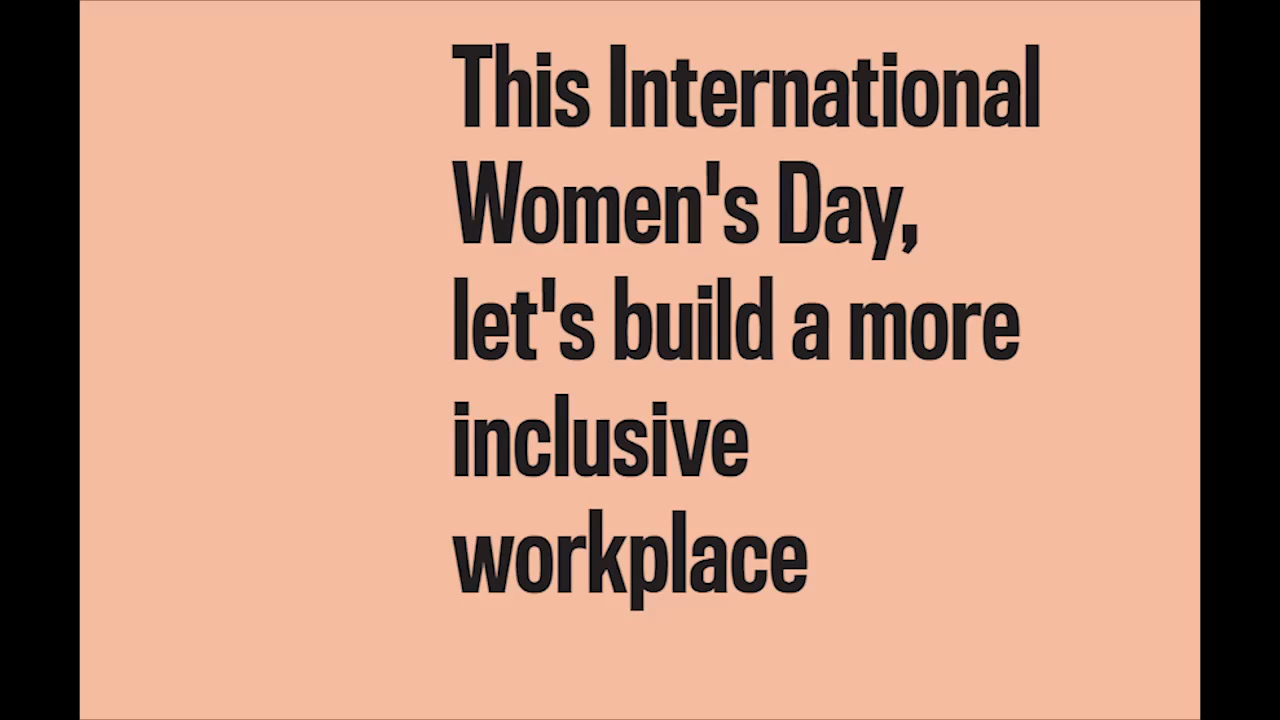 This International
Women's Day,
let's build a more
inclusive
workplace